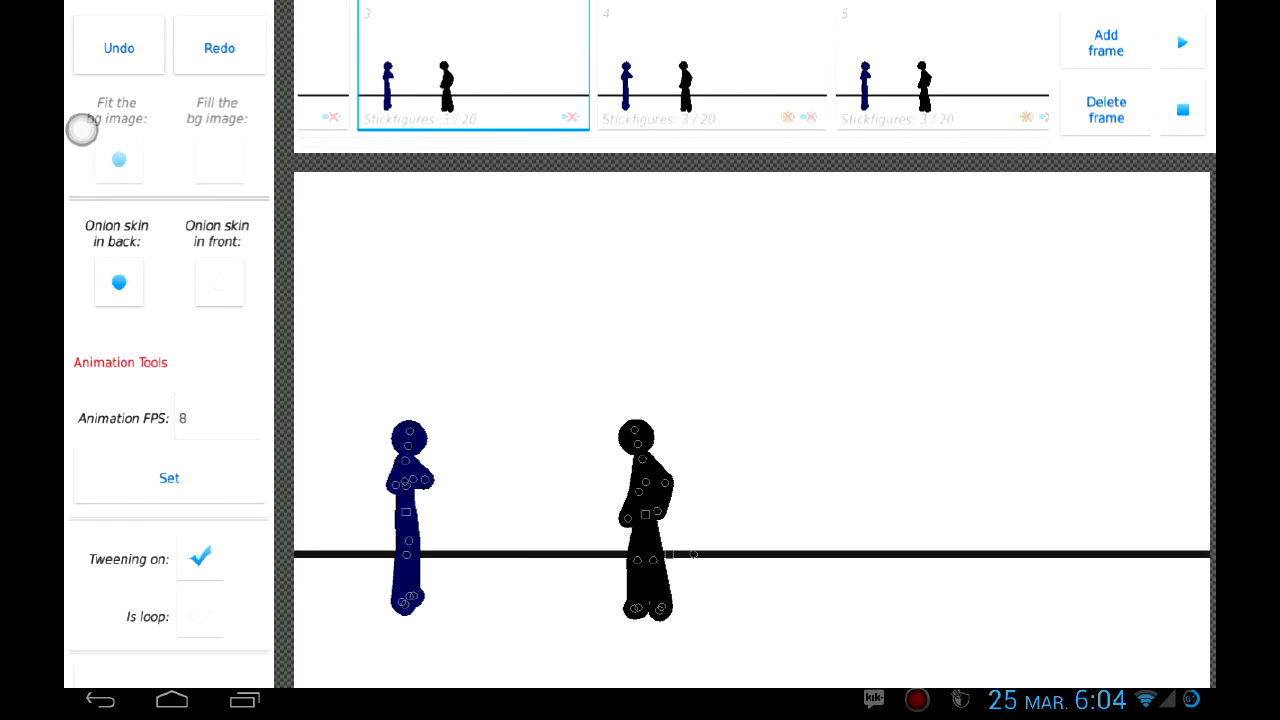 Undo
Redo
Fit the
bg image:
Fill the
bg image:
Onion skin
in back:
Onion skin
in front:
Animation Tools
Animation FPS:
8
Set
Tweening on:
Is loop:
3
Stickfigures: 3 / 20
4
Stickfigures: 3 / 20
5
Stickfigures: 3 / 20
Add
frame
Delete
frame
kik·
25 MAR. 6:04
61